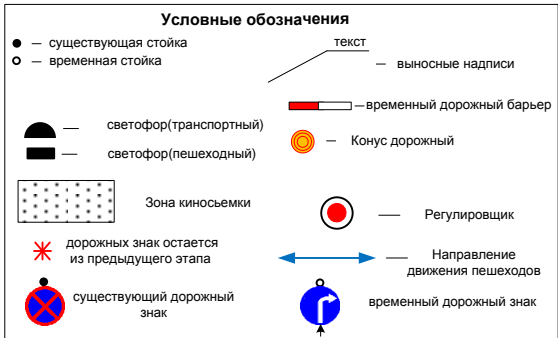 Условные обозначения
— существующая стойка
— временная стойка
текст
— выносные надписи
— временный дорожный барьер
— светофор(транспортный)
— светофор(пешеходный)
— Конус дорожный
Зона киносьемки
— Регулировщик
дорожных знак остается
из предыдущего этапа
— Направление
движения пешеходов
существующий дорожный
знак
временный дорожный знак